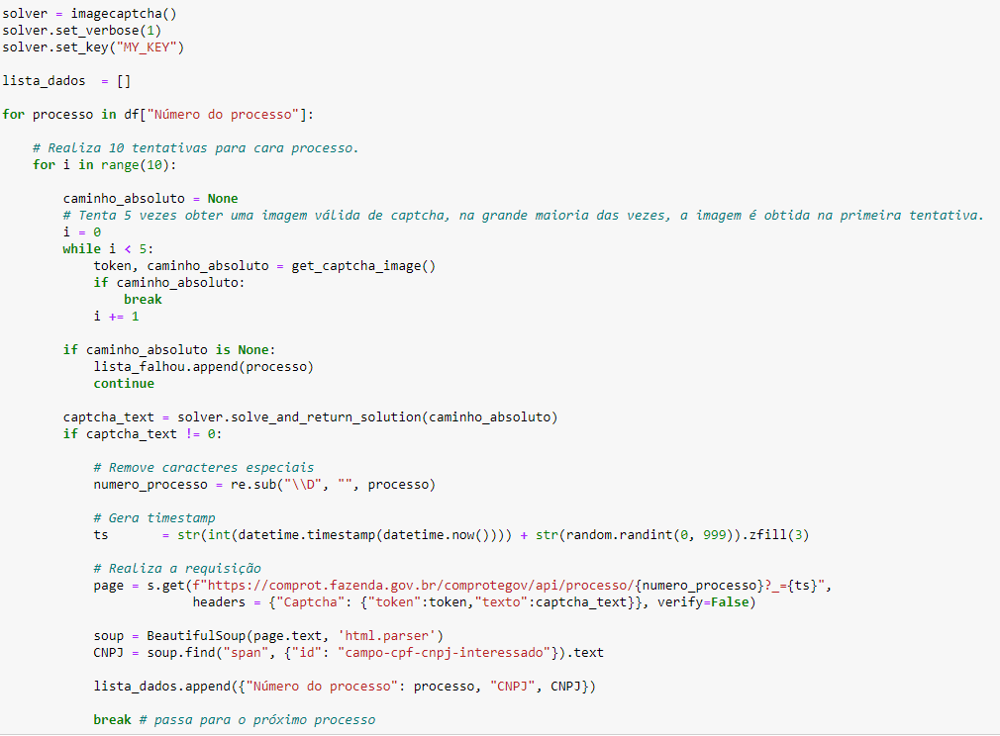 solver = imagecaptcha()
solver.set_verbose(1)
solver.set_key("MY_KEY")

lista_dados  = []

for processo in df["Número do processo"]:

    # Realiza 10 tentativas para cara processo.
    for i in range(10):

        caminho_absoluto = None
        # Tenta 5 vezes obter uma imagem válida de captcha, na grande maioria das vezes, a imagem é obtida na primeira tentativa.
        i = 0
        while i < 5:
            token, caminho_absoluto = get_captcha_image()
            if caminho_absoluto:
                break
            i += 1

        if caminho_absoluto is None:
            lista_falhou.append(processo)
            continue

        captcha_text = solver.solve_and_return_solution(caminho_absoluto)
        if captcha_text != 0:

            # Remove caracteres especiais
            numero_processo = re.sub("\\D", "", processo)

            # Gera timestamp
            ts       = str(int(datetime.timestamp(datetime.now()))) + str(random.randint(0, 999)).zfill(3)

            # Realiza a requisição
            page = s.get(f"https://comprot.fazenda.gov.br/comprotegov/api/processo/{numero_processo}?_={ts}",
                         headers = {"Captcha": {"token":token,"texto":captcha_text}}, verify=False)

            soup = BeautifulSoup(page.text, 'html.parser')
            CNPJ = soup.find("span", {"id": "campo-cpf-cnpj-interessado"}).text

            lista_dados.append({"Número do processo": processo, "CNPJ", CNPJ})

            break # passa para o próximo processo